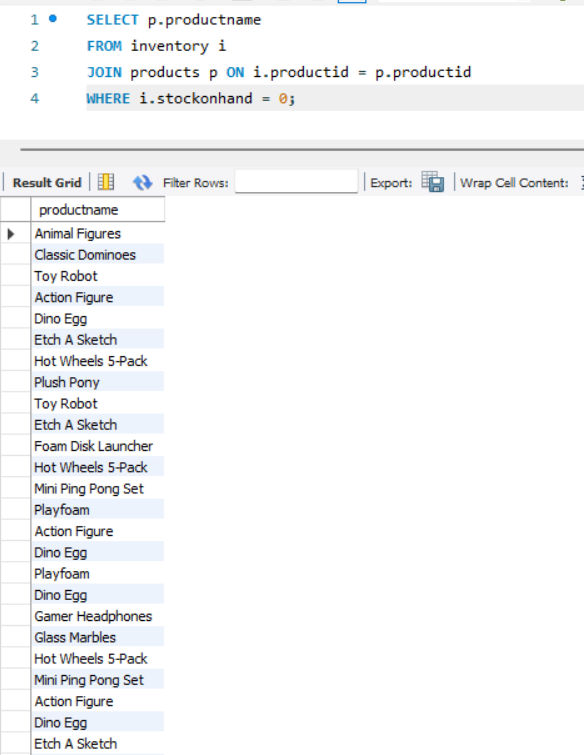 1 SELECT p.productname
2 FROM inventory i
3 JOIN products p ON i.productid = p.productid
4 WHERE i.stockonhand = 0;
Result Grid Filter Rows: Export: Wrap Cell Content:
productname
Animal Figures
Classic Dominoes
Toy Robot
Action Figure
Dino Egg
Etch A Sketch
Hot Wheels 5-Pack
Plush Pony
Toy Robot
Etch A Sketch
Foam Disk Launcher
Hot Wheels 5-Pack
Mini Ping Pong Set
Playfoam
Action Figure
Dino Egg
Playfoam
Dino Egg
Gamer Headphones
Glass Marbles
Hot Wheels 5-Pack
Mini Ping Pong Set
Action Figure
Dino Egg
Etch A Sketch